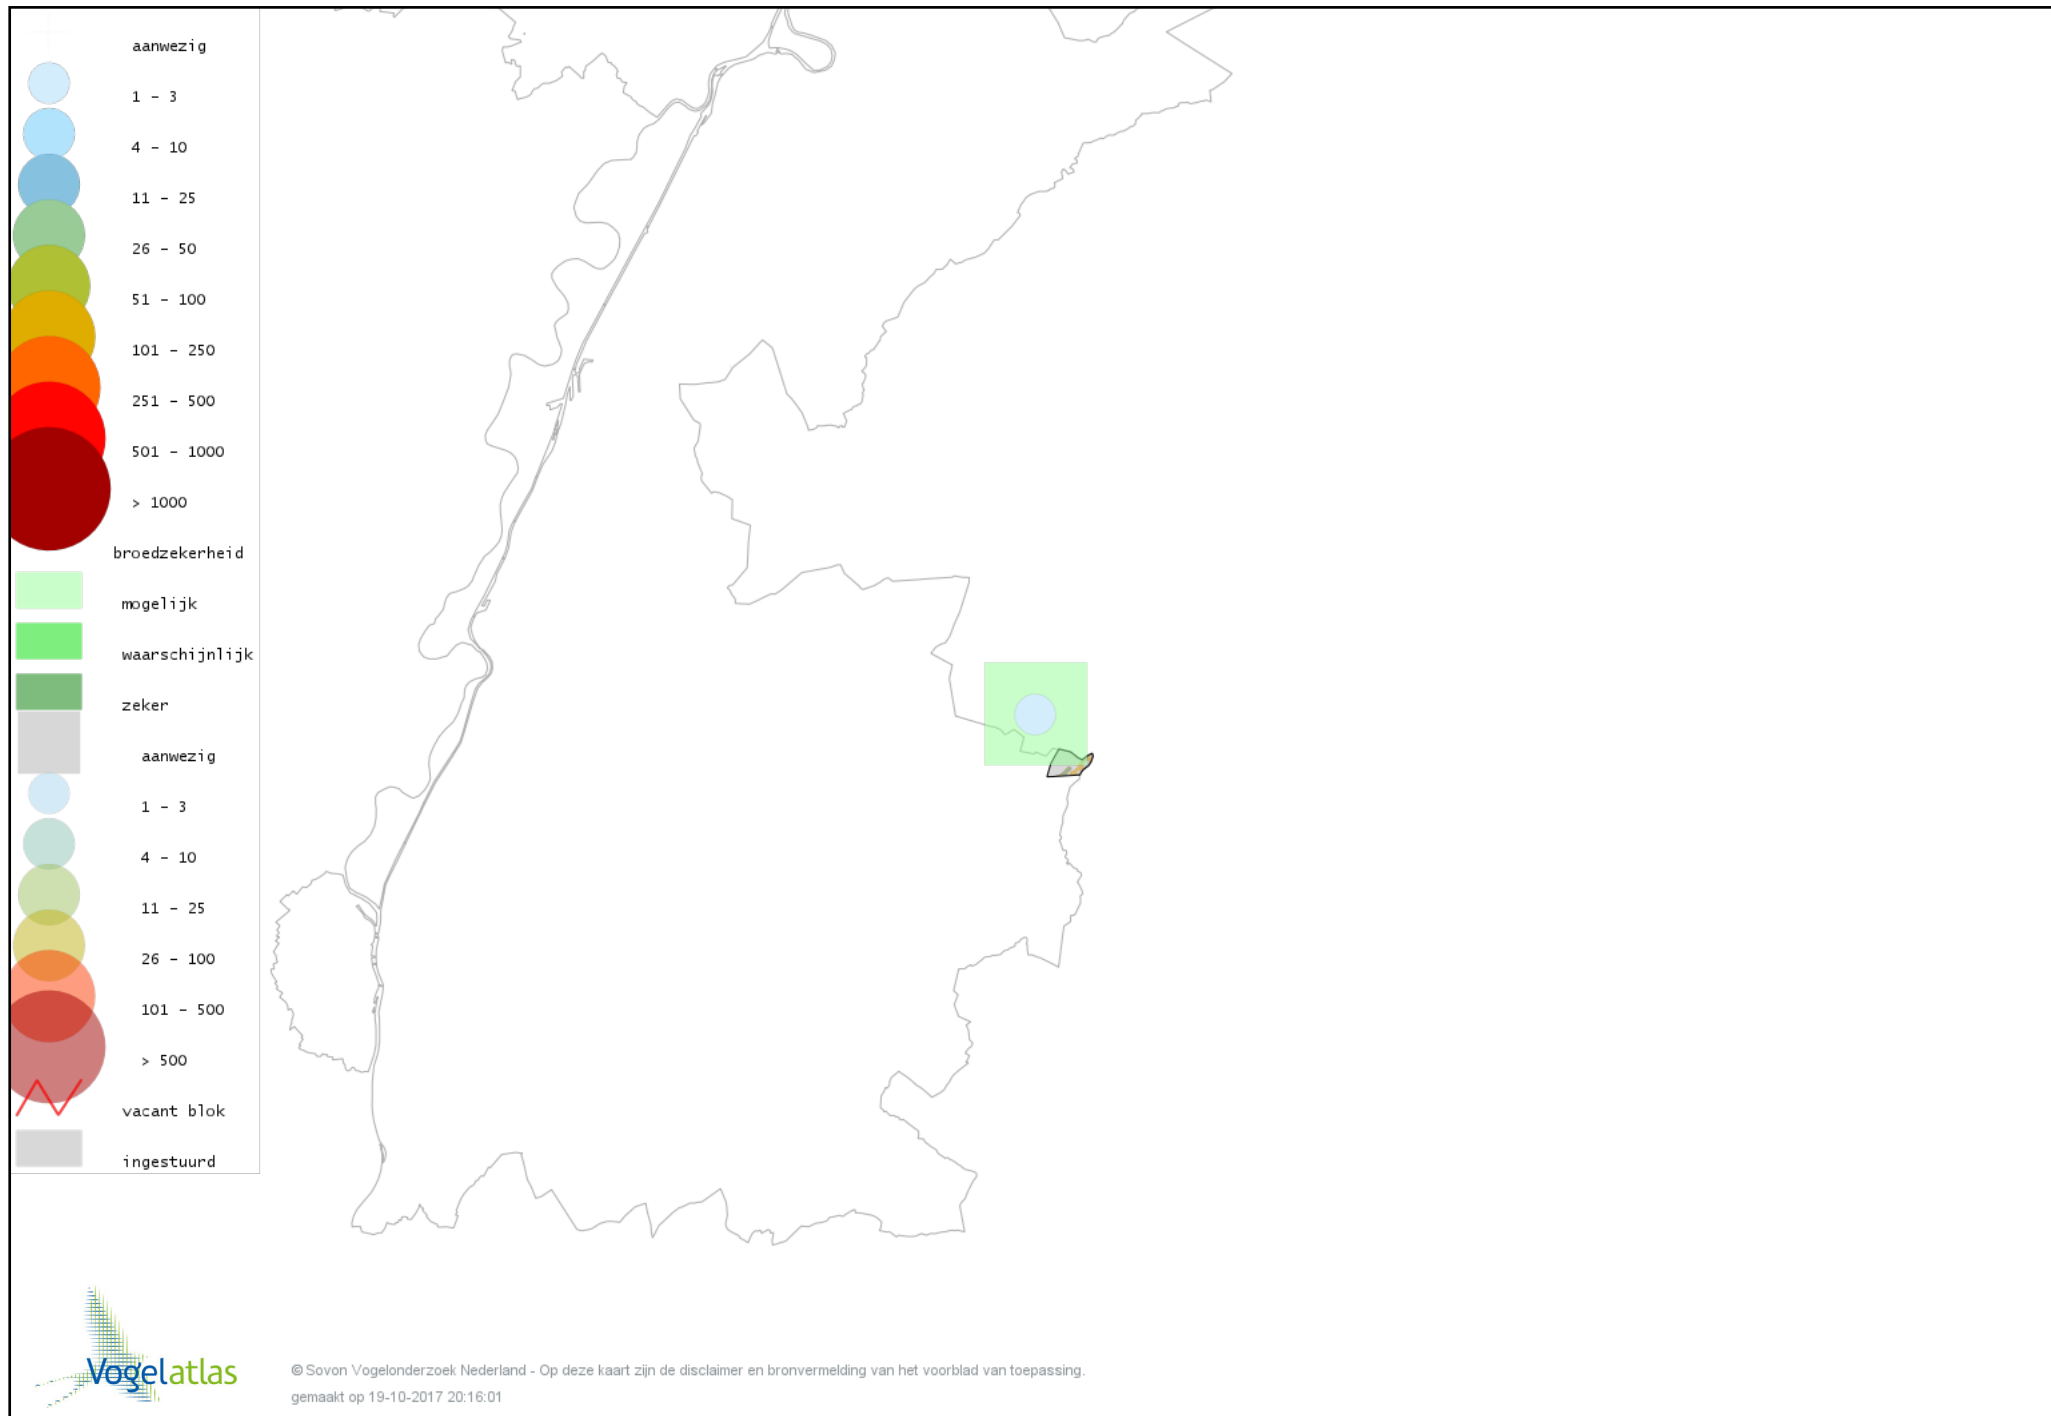 aanwezig
1 - 3
4 - 10
11 - 25
26 - 50
51 - 100
101 - 250
251 - 500
501 - 1000
> 1000
broedzekerheid
mogelijk
waarschijnlijk
zeker
aanwezig
1 - 3
4 - 10
11 - 25
26 - 100
101 - 500
> 500
vacant blok
ingestuurd
Vogelatlas
© Sovon Vogelonderzoek Nederland - Op deze kaart zijn de disclaimer en bronvermelding van het voorblad van toepassing.
gemaakt op 19-10-2017 20:16:01